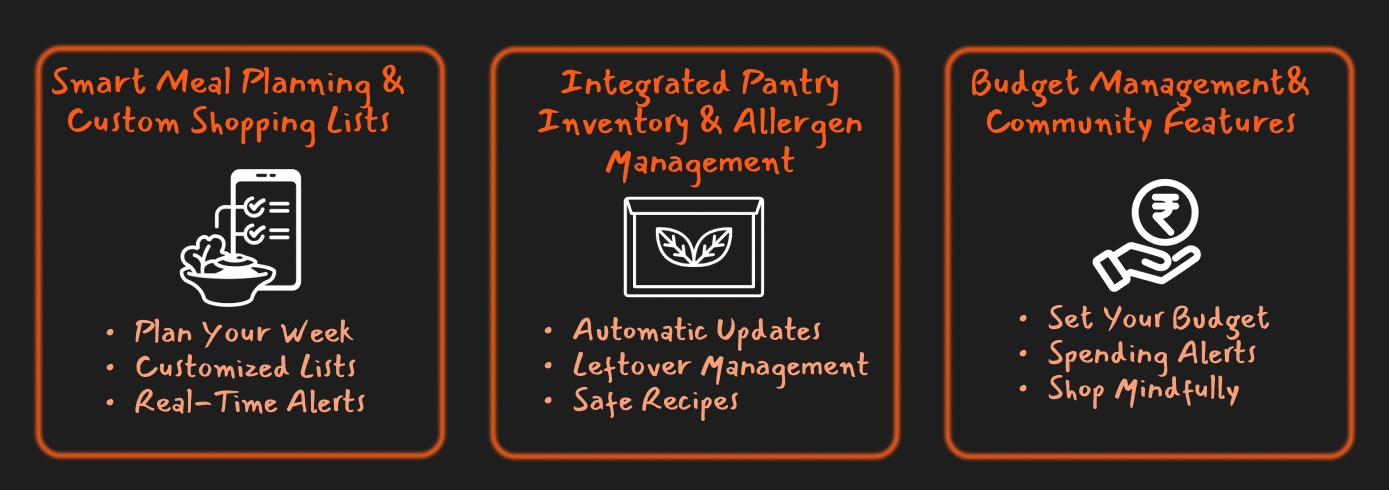 Smart Meal Planning &
Custom Shopping Lists
• Plan Your Week
• Customized Lists
• Real-Time Alerts
Integrated Pantry
Inventory & Allergen
Management
• Automatic Updates
• Leftover Management
• Safe Recipes
Budget Management&
Community Features
₹
• Set Your Budget
• Spending Alerts
• Shop Mindfully